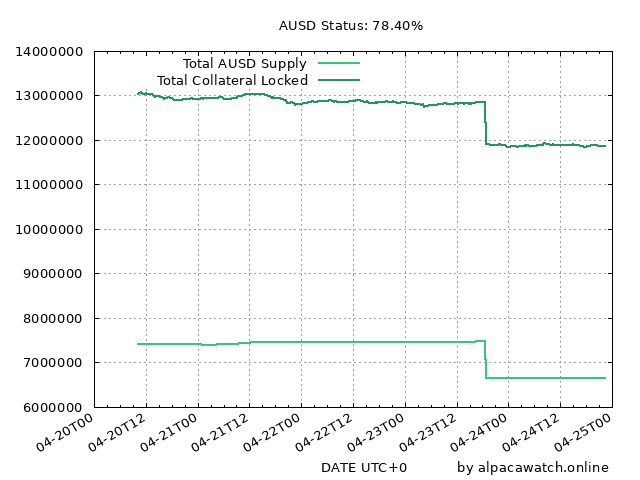 AUSD Status: 78.40%
Total AUSD Supply
Total Collateral Locked
14000000
13000000
12000000
11000000
10000000
9000000
8000000
7000000
6000000
04-20T00
04-20T12
04-21T00
04-21T12
04-22T00
04-22T12
04-23T00
04-23T12
04-24T00
04-24T12
04-25T00
DATE UTC+0 by alpacawatch.online